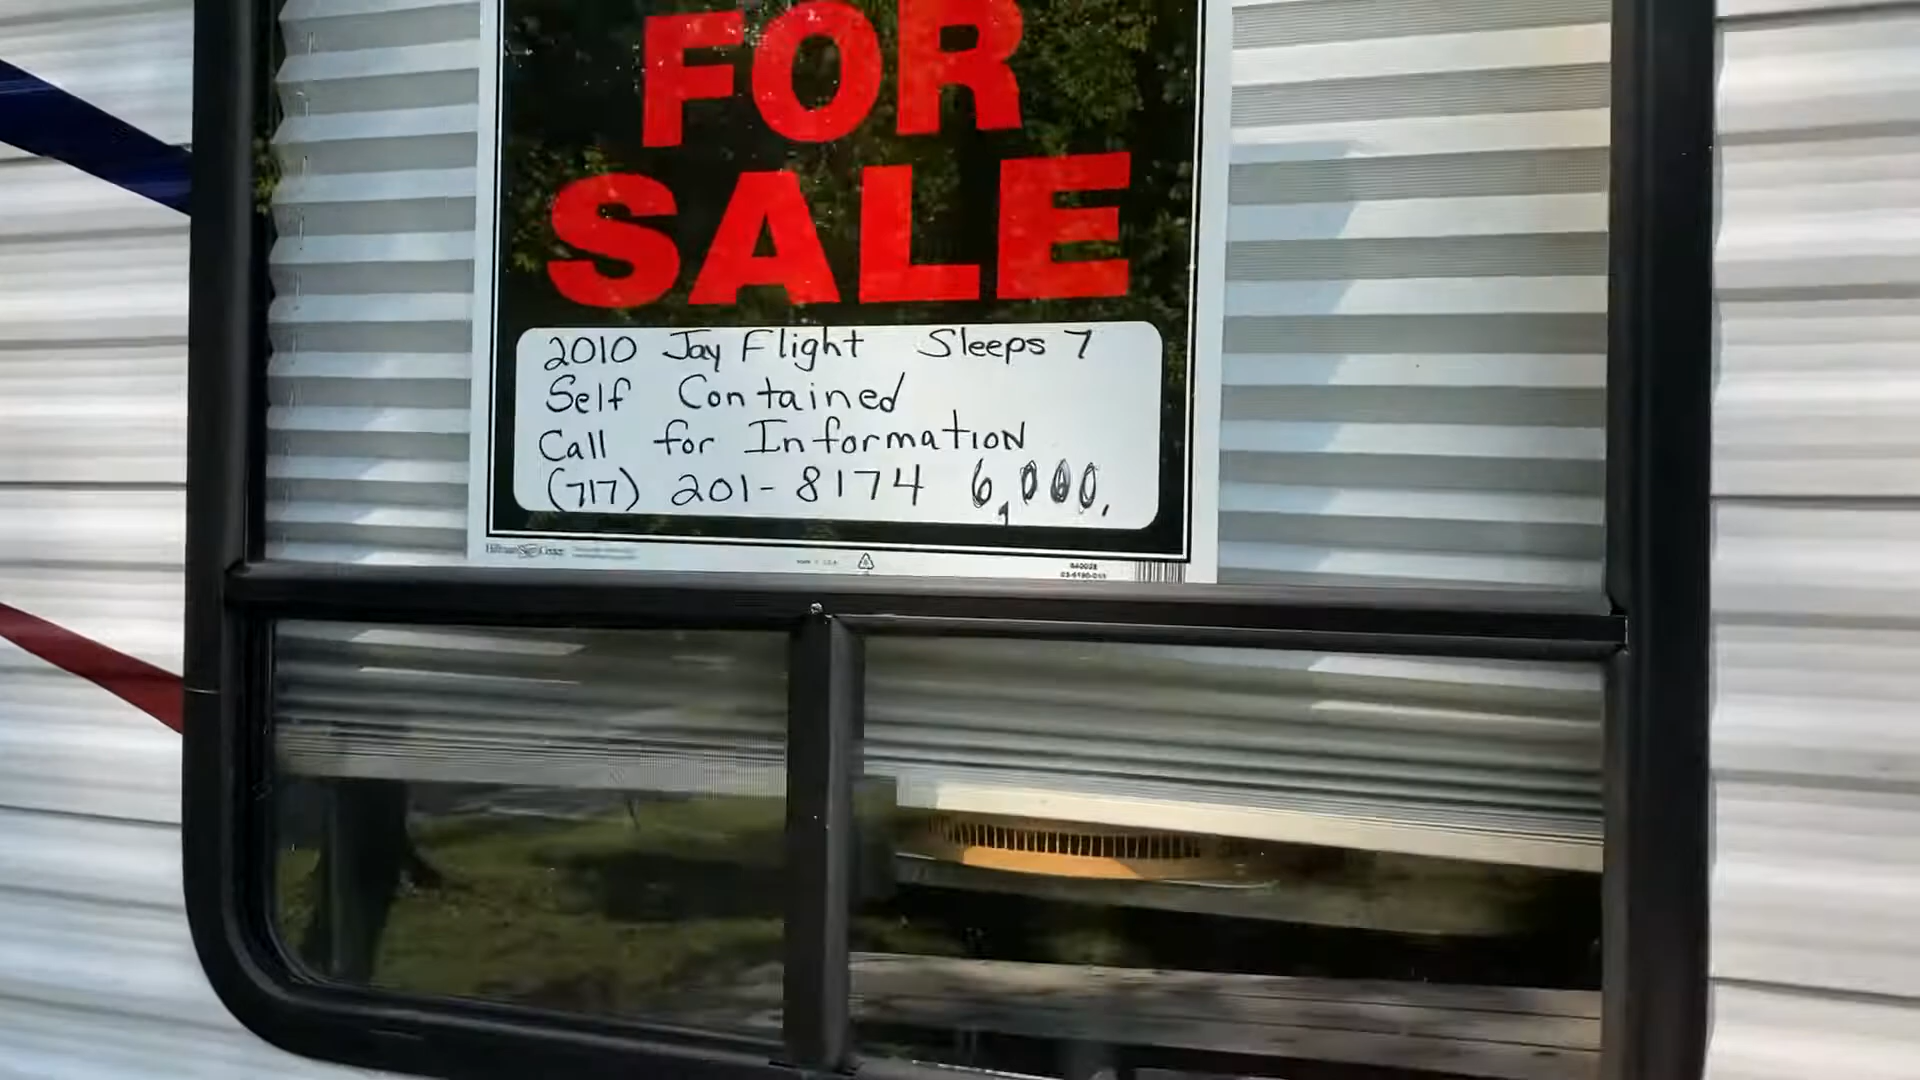 FOR
SALE
2010 Jay Flight Sleeps 7
Self Contained
Call for Information
(717) 201-8174 6,000.